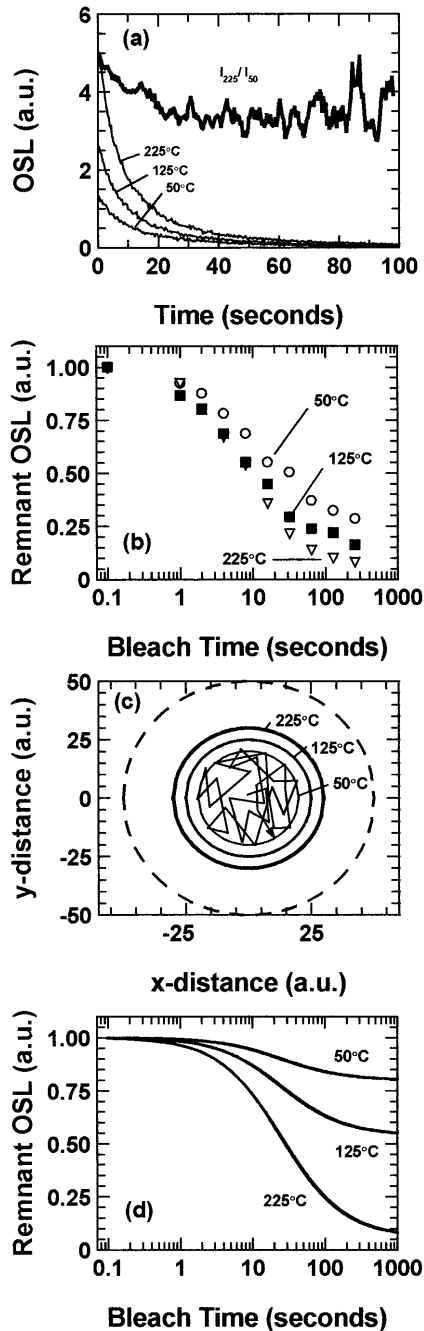 (a)
I225/ I50
OSL (a.u.)
6
4
2
0
225°C
125°C
50°C
0 20 40 60 80 100
Time (seconds)
Remnant OSL (a.u.)
1.00
0.75
0.50
0.25
0
50°C
125°C
(b)
225°C
0.1 1 10 100 1000
Bleach Time (seconds)
(c)
y-distance (a.u.)
50
25
0
-25
-50
225°C
125°C
50°C
-25 25
x-distance (a.u.)
Remnant OSL (a.u.)
1.00
0.75
0.50
0.25
0
50°C
125°C
225°C
(d)
0.1 1 10 100 1000
Bleach Time (seconds)